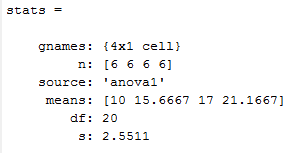 stats =
gnames: {4x1 cell}
n: [6 6 6 6]
source: 'anova1'
means: [10 15.6667 17 21.1667]
df: 20
s: 2.5511